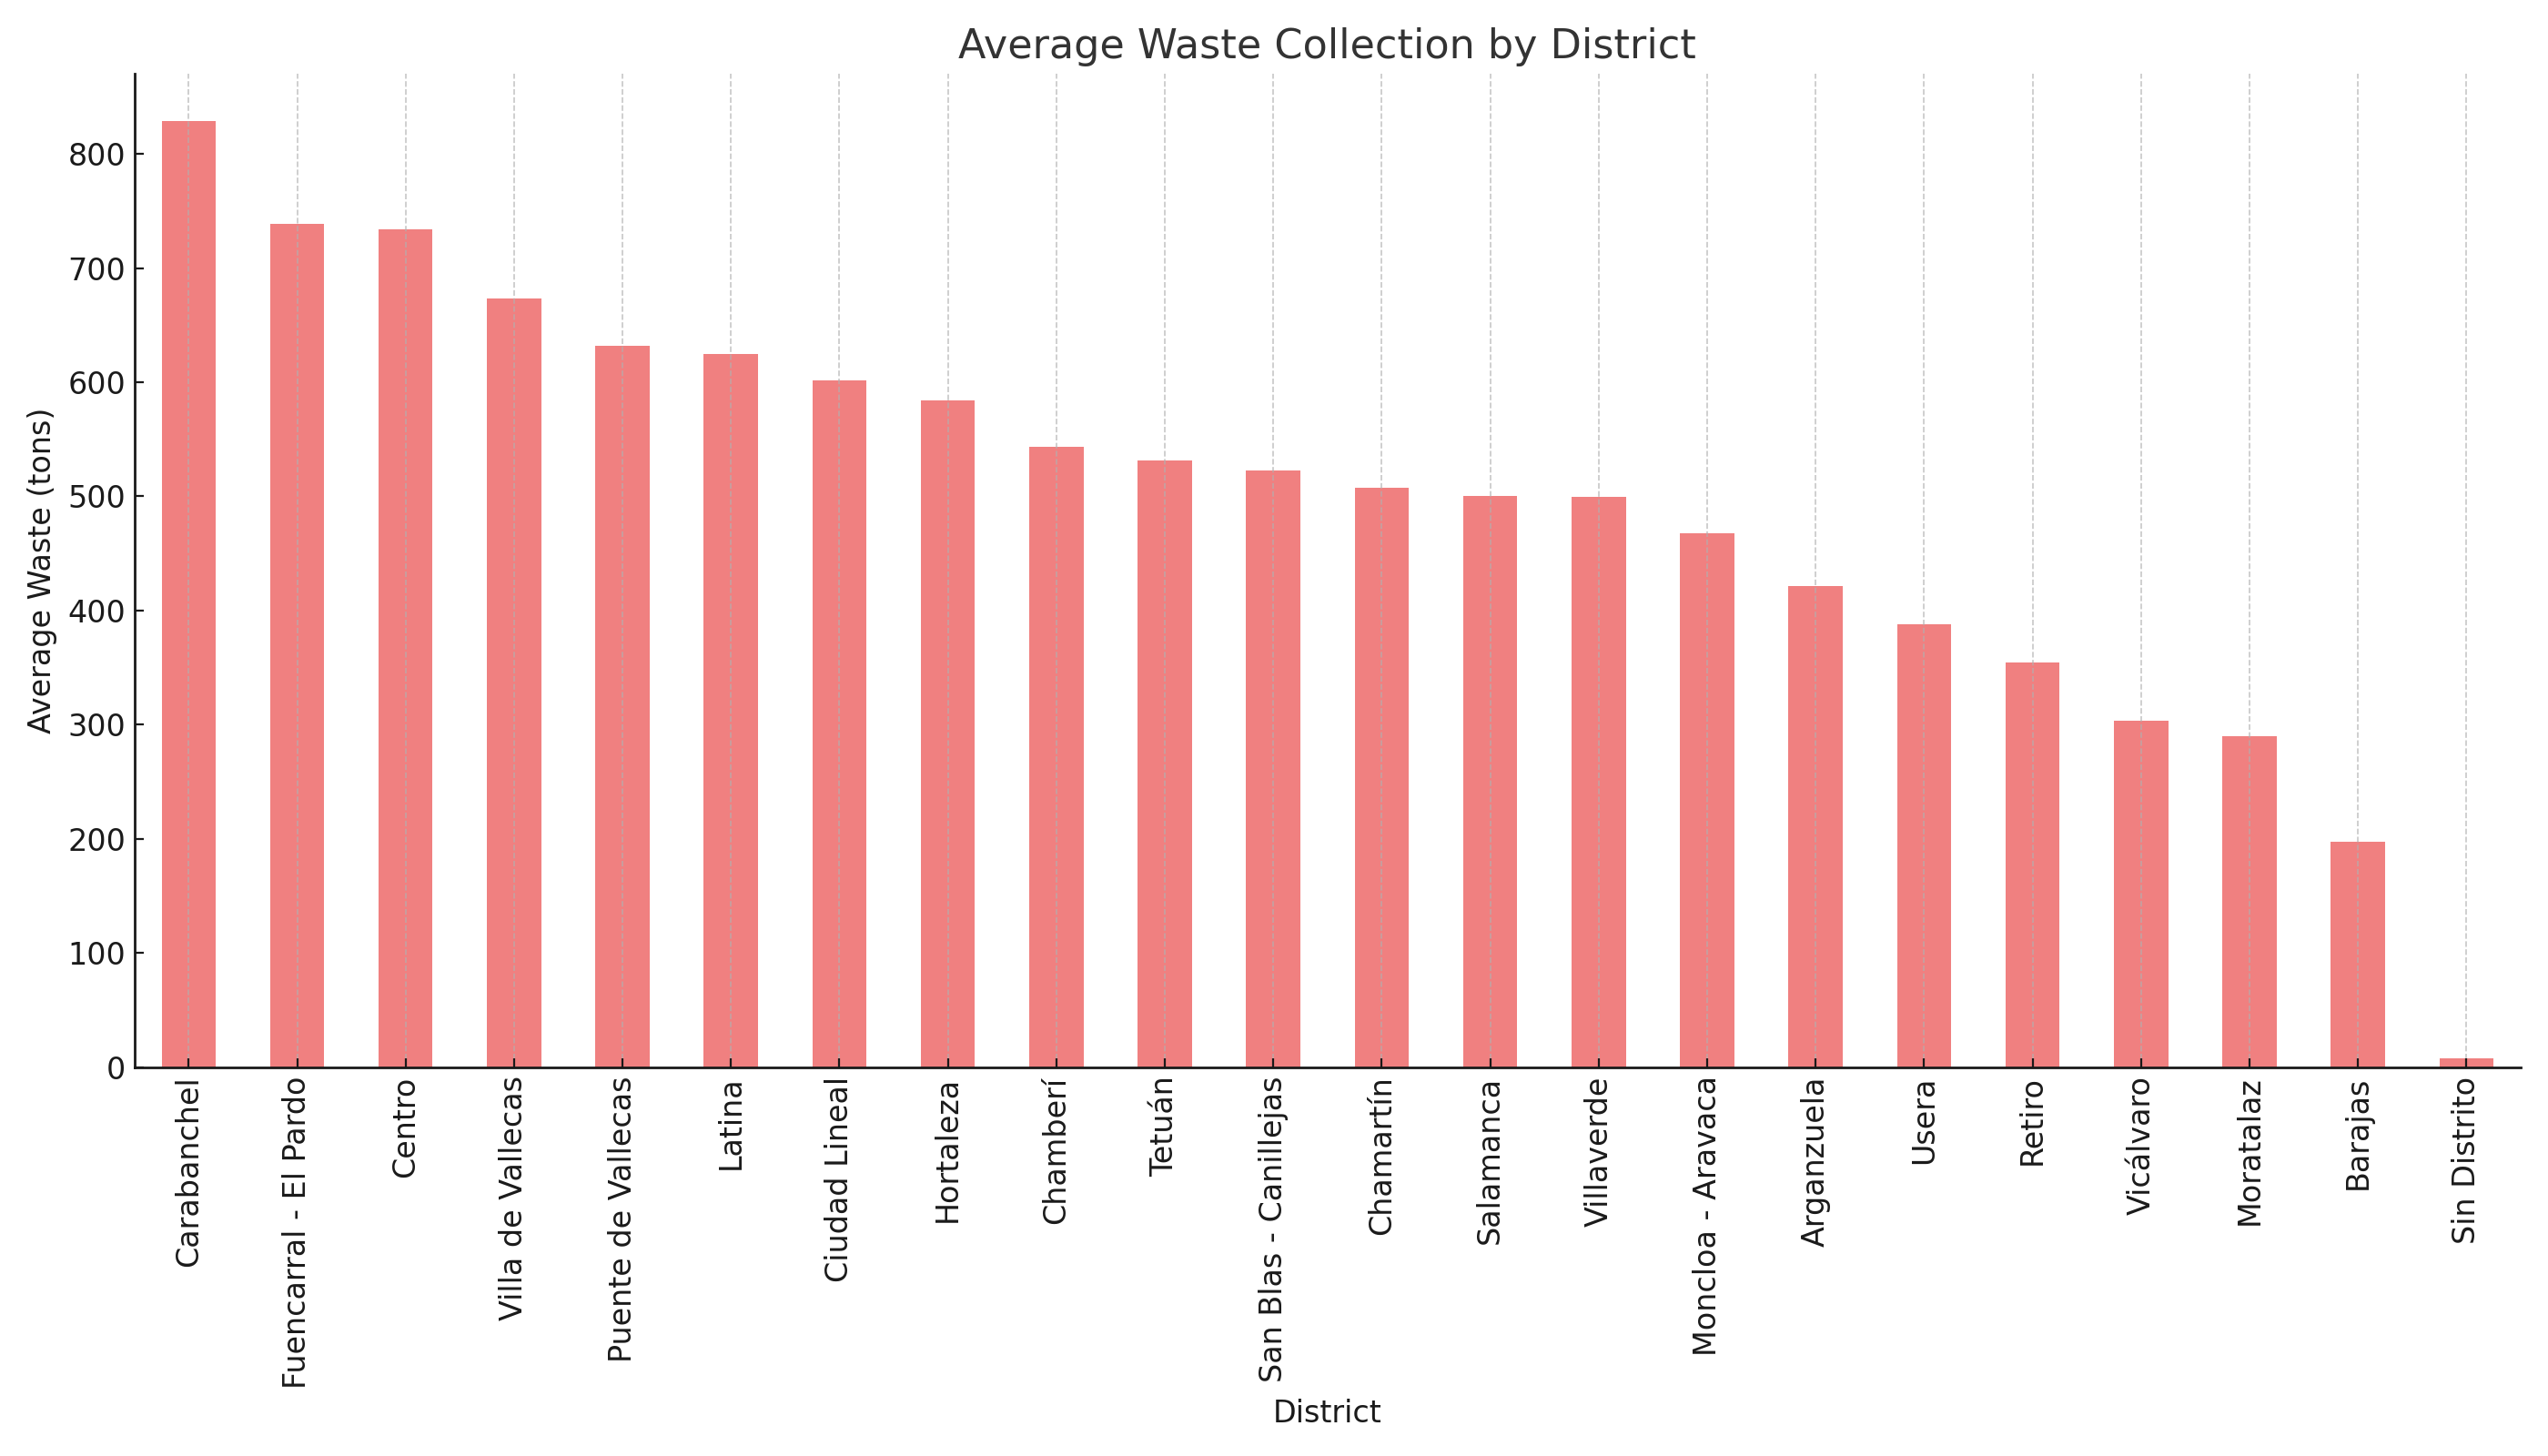 Average Waste Collection by District
Average Waste (tons)
800
700
600
500
400
300
200
100
0
Carabanchel
Fuencarral - El Pardo
Centro
Villa de Vallecas
Puente de Vallecas
Latina
Ciudad Lineal
Hortaleza
Chamberí
Tetuán
San Blas - Canillejas
Chamartín
Salamanca
Villaverde
Moncloa - Aravaca
Arganzuela
Usera
Retiro
Vicálvaro
Moratalaz
Barajas
Sin Distrito
District